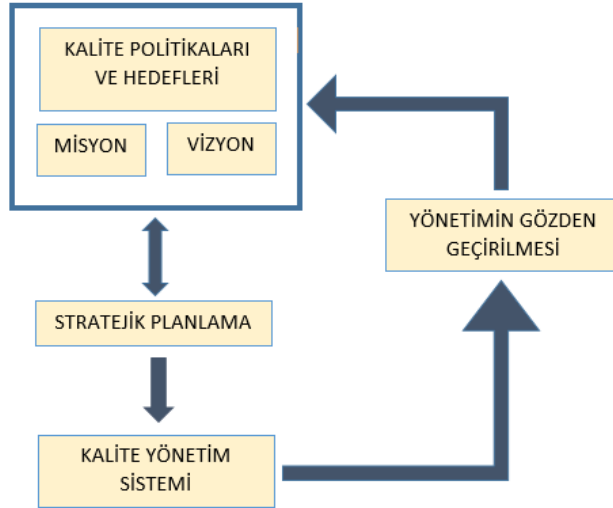 KALİTE POLİTİKALARI
VE HEDEFLERİ
MİSYON
VİZYON
YÖNETİMİN GÖZDEN
GEÇİRİLMESİ
STRATEJİK PLANLAMA
KALİTE YÖNETİM
SİSTEMİ